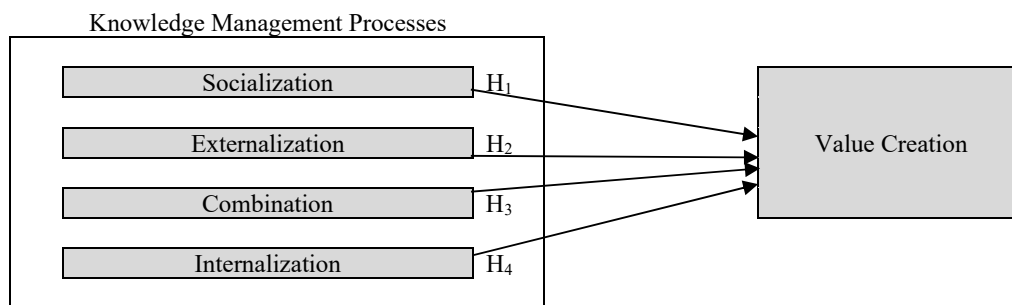 Knowledge Management Processes
Socialization H₁
Externalization H₂
Value Creation
Combination H₃
Internalization H₄